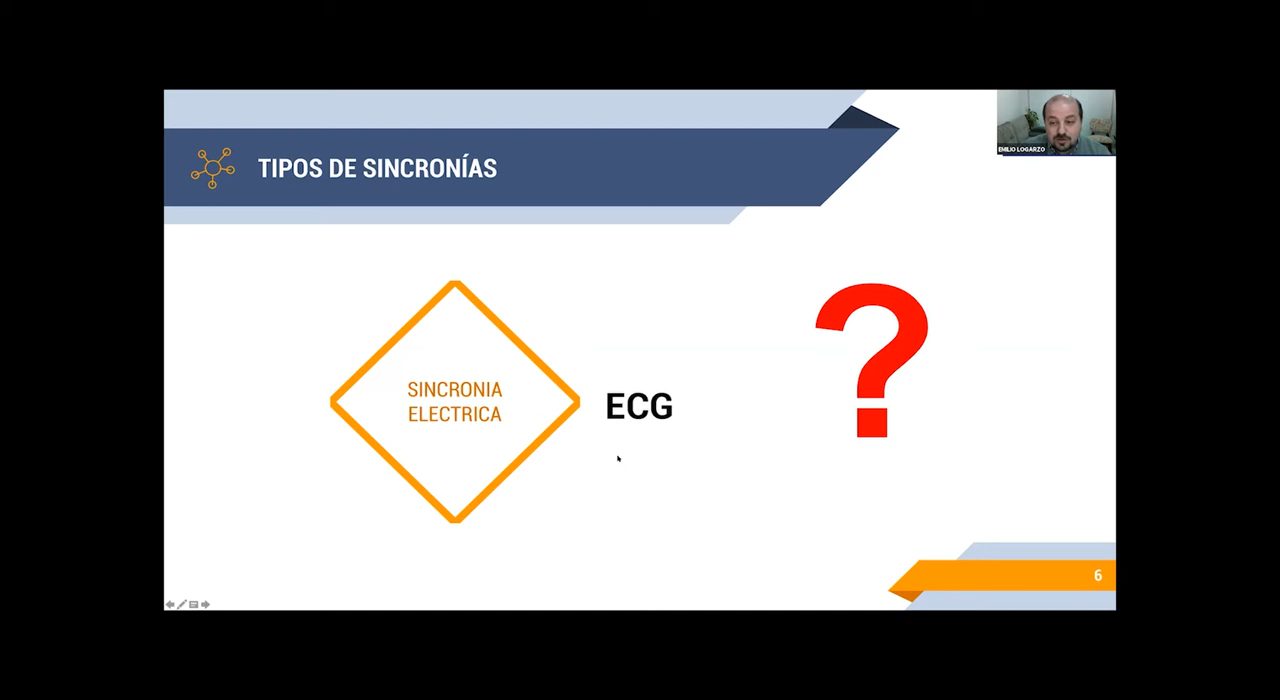 EMILIO LOGARZO
TIPOS DE SINCRONÍAS
SINCRONIA
ELECTRICA
ECG
?
6